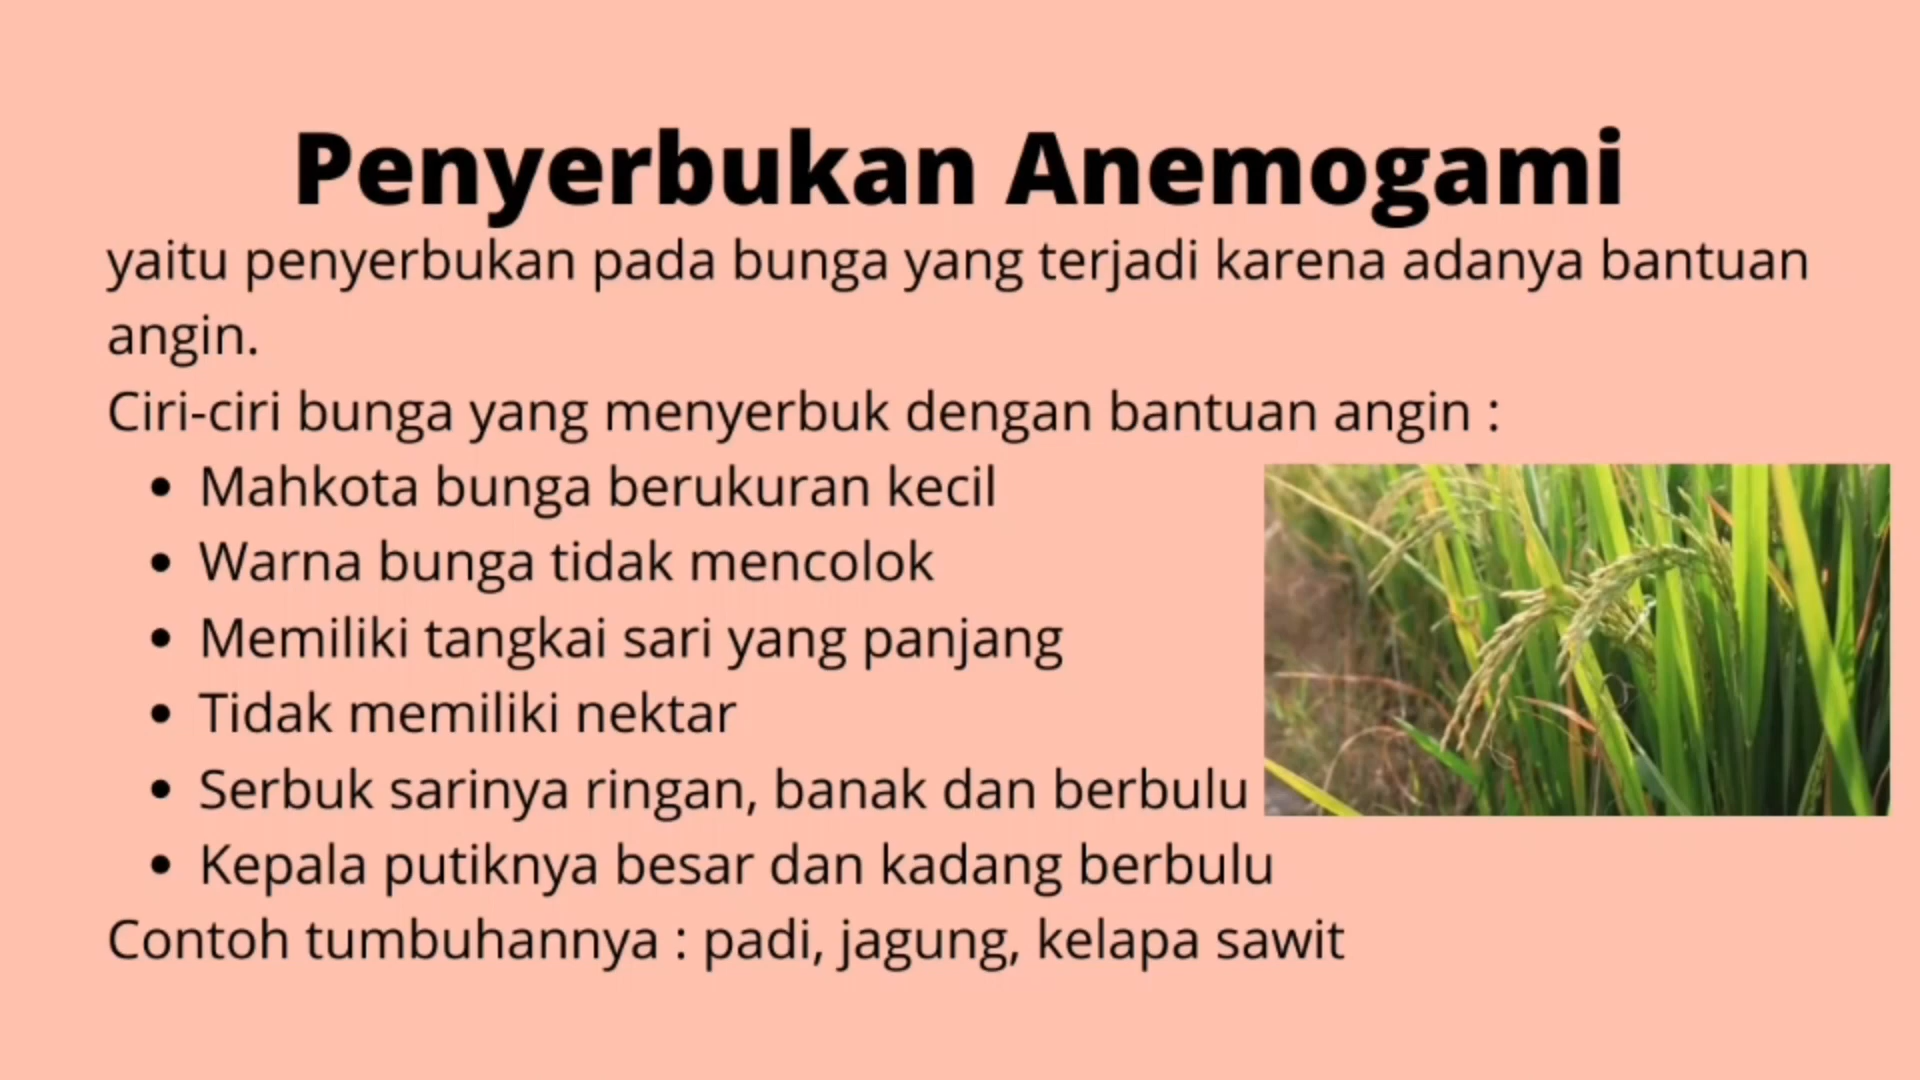 Penyerbukan Anemogami
yaitu penyerbukan pada bunga yang terjadi karena adanya bantuan
angin.
Ciri-ciri bunga yang menyerbuk dengan bantuan angin :
• Mahkota bunga berukuran kecil
• Warna bunga tidak mencolok
• Memiliki tangkai sari yang panjang
• Tidak memiliki nektar
• Serbuk sarinya ringan, banak dan berbulu
• Kepala putiknya besar dan kadang berbulu
Contoh tumbuhannya : padi, jagung, kelapa sawit